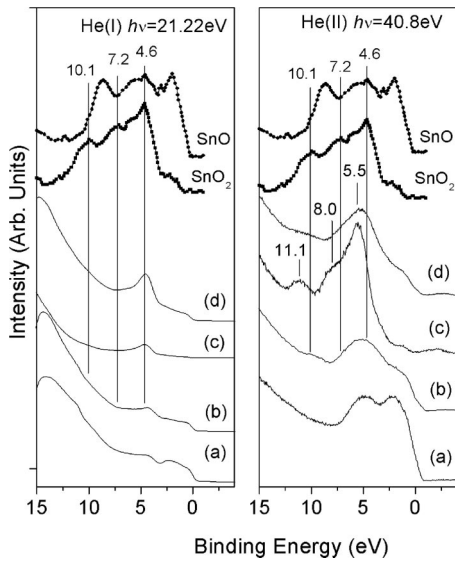 He(I) hν=21.22eV
He(II) hν=40.8eV
10.1 7.2 4.6
10.1 7.2 4.6
SnO
SnO
SnO2
SnO2
11.1 8.0 5.5
(d)
(d)
(c)
(c)
(b)
(b)
(a)
(a)
Intensity (Arb. Units)
15 10 5 0
15 10 5 0
Binding Energy (eV)